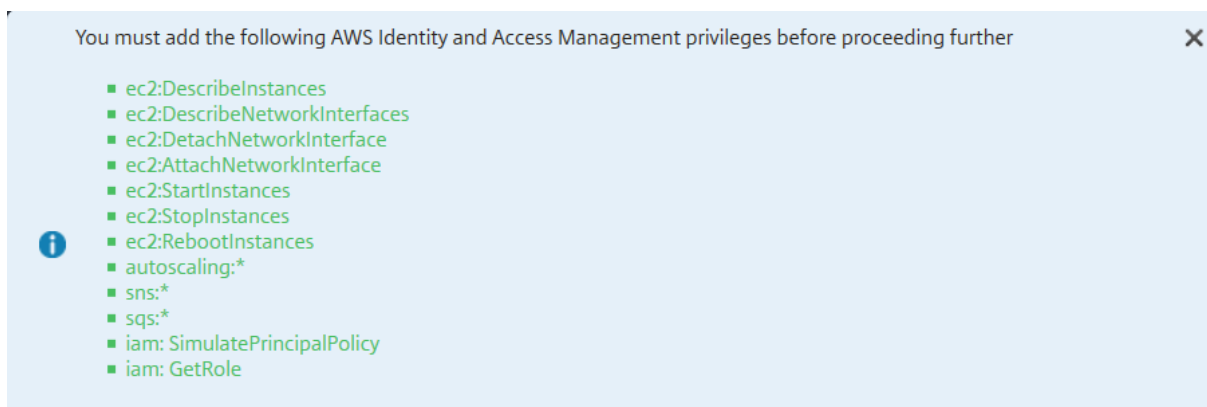 You must add the following AWS Identity and Access Management privileges before proceeding further
ec2:DescribeInstances
ec2:DescribeNetworkInterfaces
ec2:DetachNetworkInterface
ec2:AttachNetworkInterface
ec2:StartInstances
ec2:StopInstances
ec2:RebootInstances
autoscaling:*
sns:*
sqs:*
iam: SimulatePrincipalPolicy
iam: GetRole